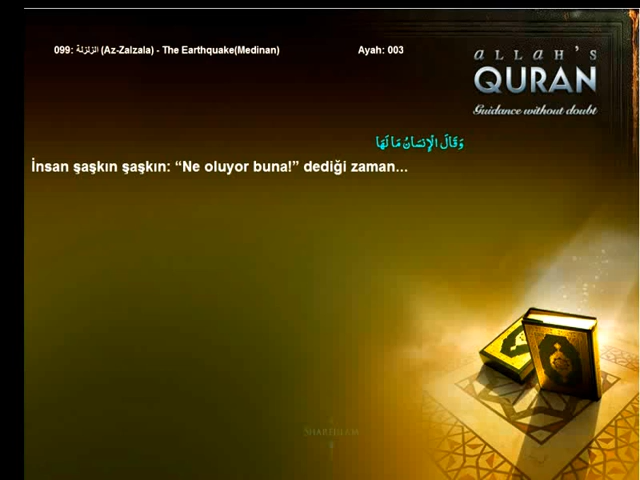 099: الزلزلة (Az-Zalzala) - The Earthquake(Medinan) Ayah: 003
ALLAH'S
QURAN
Guidance without doubt
وَقَالَ الْإِنسَانُ مَا لَهَا
İnsan şaşkın şaşkın: “Ne oluyor buna!” dediği zaman...